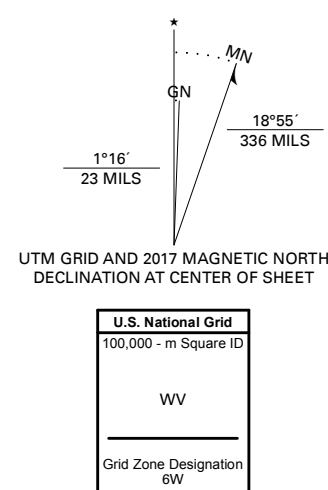 ★
MN
GN
18°55´
336 MILS
1°16´
23 MILS
UTM GRID AND 2017 MAGNETIC NORTH
DECLINATION AT CENTER OF SHEET
U.S. National Grid
100,000 - m Square ID
WV
Grid Zone Designation
6W